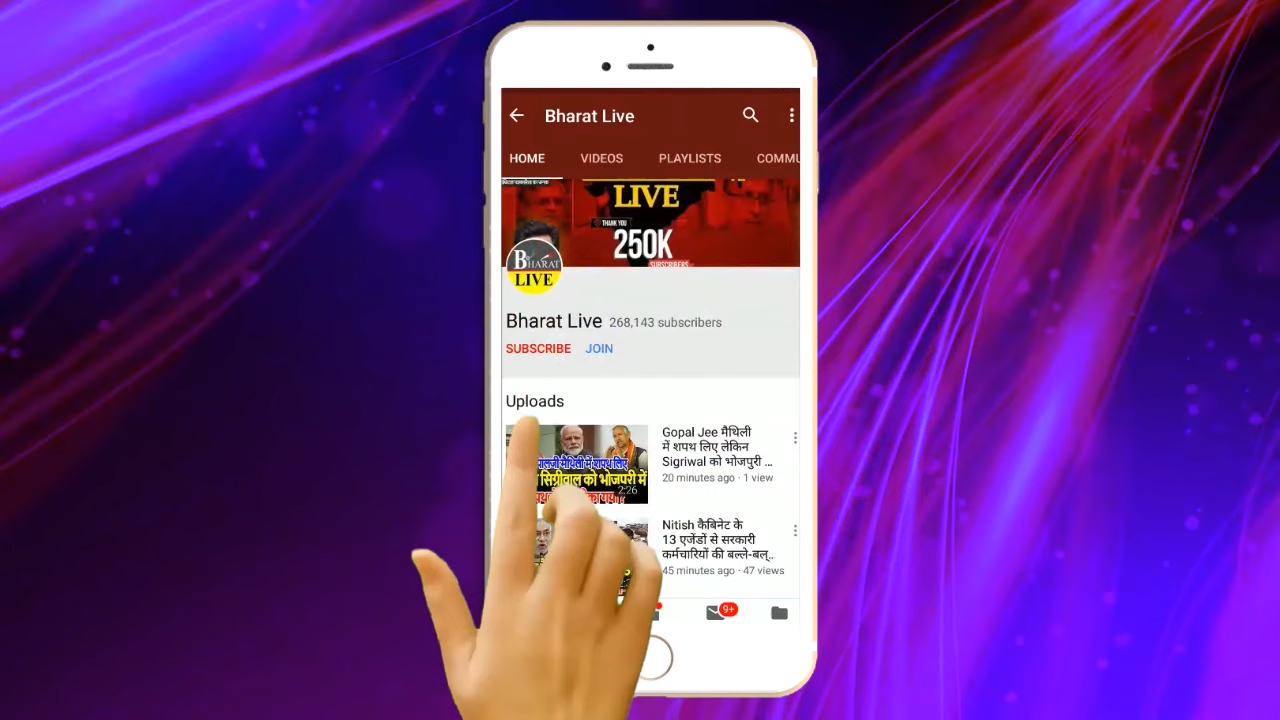 Bharat Live
HOME VIDEOS PLAYLISTS COMMU
LIVE
THANK YOU
250K
SUBSCRIBERS
BHARAT
LIVE
Bharat Live 268,143 subscribers
SUBSCRIBE JOIN
Uploads
Gopal Jee मैथिली
में शपथ लिए लेकिन
Sigriwal को भोजपुरी ...
20 minutes ago · 1 view
मैथिली में शपथ लिए
सिग्रीवाल को भोजपुरी में
2:26
Nitish कैबिनेट के
13 एजेंडों से सरकारी
कर्मचारियों की बल्ले-बल्..
45 minutes ago · 47 views
9+